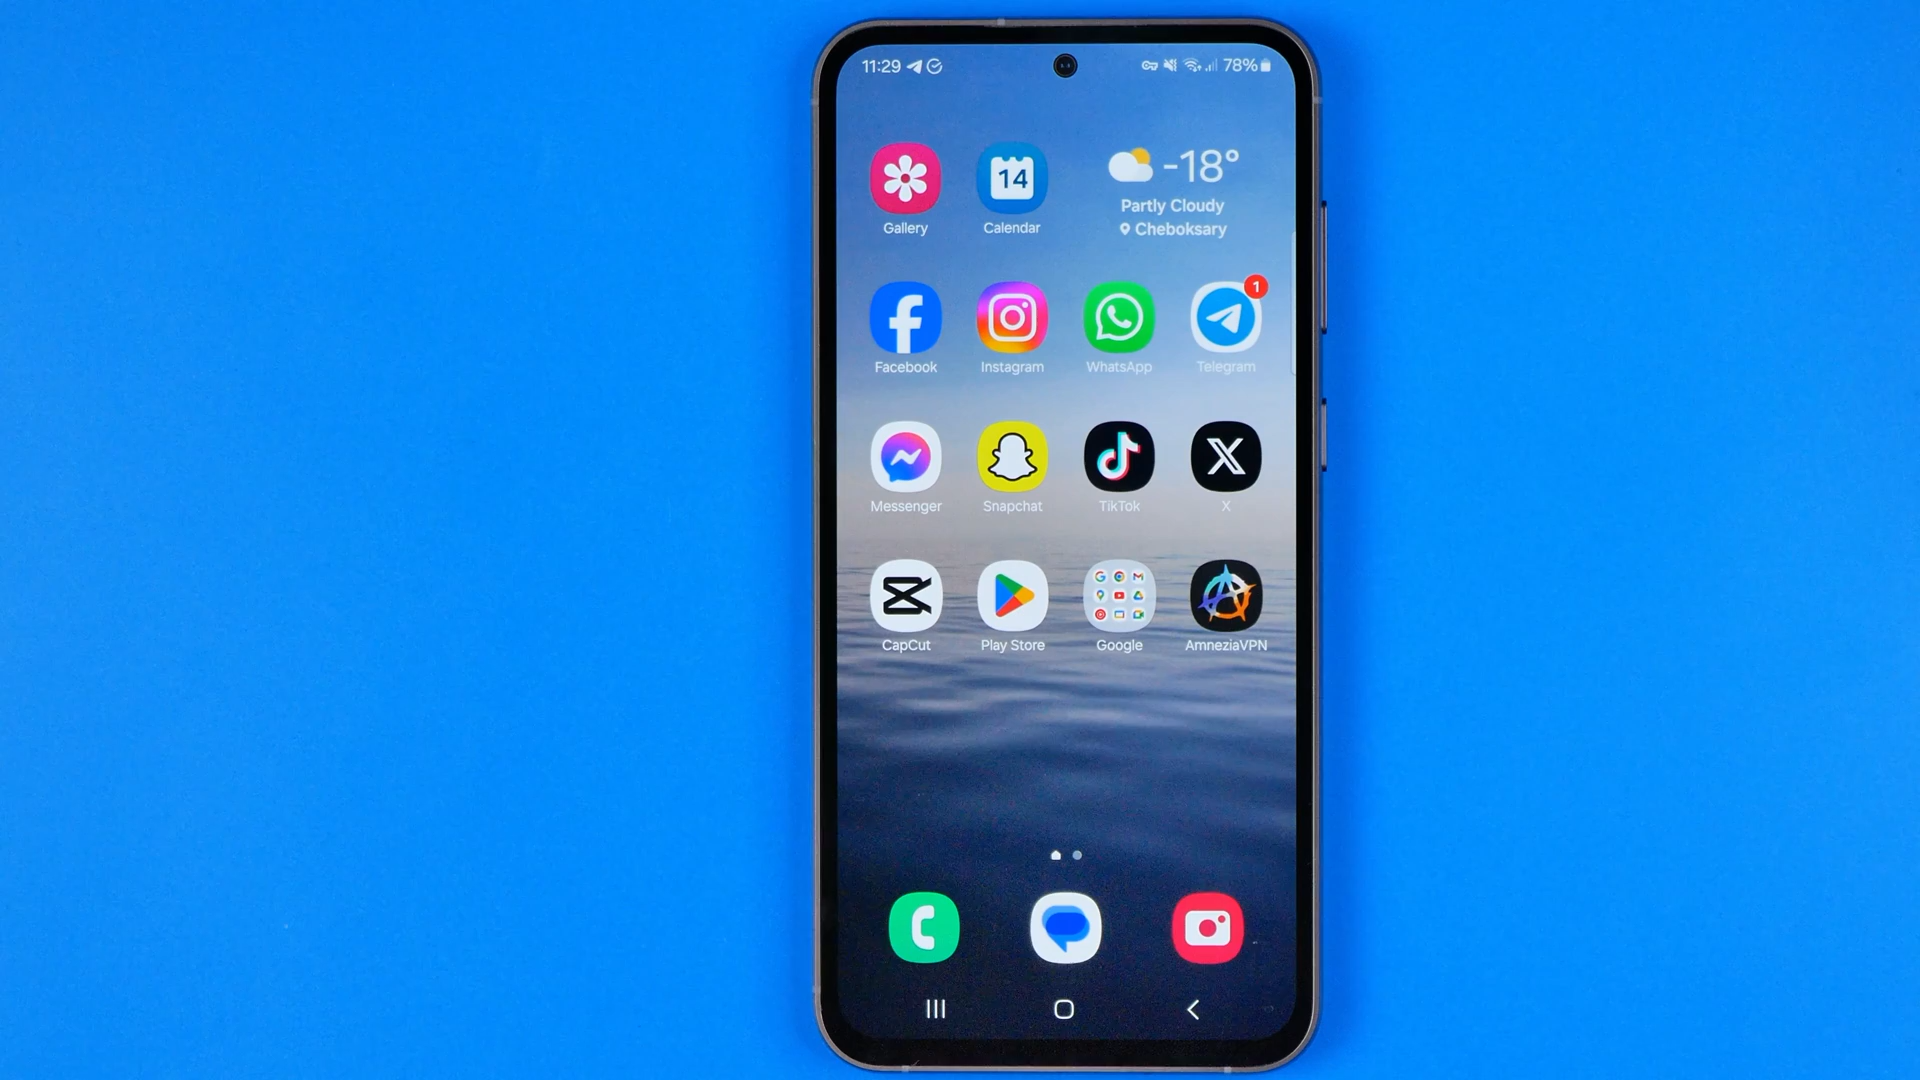 11:29
78%
14
-18°
Gallery
Calendar
Partly Cloudy
Cheboksary
1
Facebook
Instagram
WhatsApp
Telegram
Messenger
Snapchat
TikTok
X
CapCut
Play Store
Google
AmneziaVPN